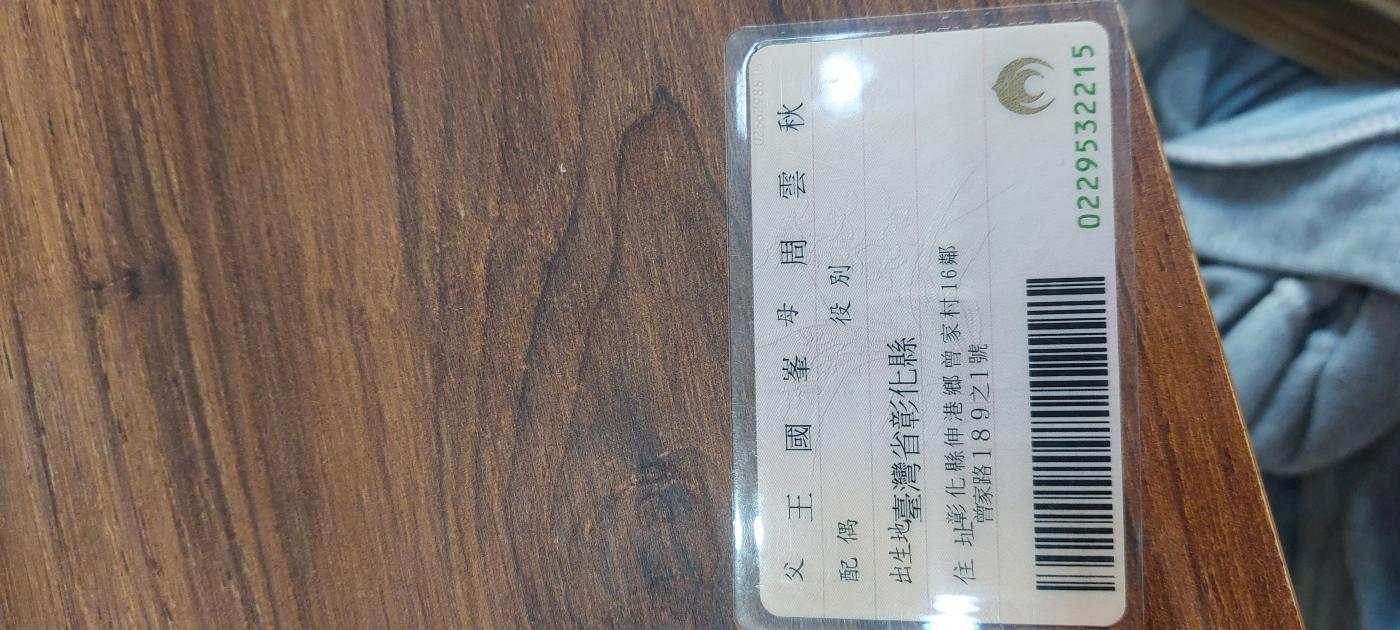 父 王 國 峯 母 周 雲 秋
配偶 役別
出生地臺灣省彰化縣
住址彰化縣伸港鄉曾家村16鄰
曾家路189之1號
0229532215